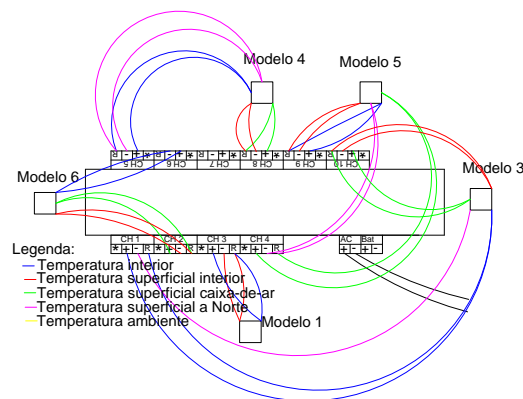 Modelo 4
Modelo 5
R - + * R - + * R - + * R - + * R - + * R - + *
CH 5 CH 6 CH 7 CH 8 CH 9 CH 10
Modelo 6
Modelo 3
CH 1 CH 2 CH 3 CH 4 AC Bat
* + - R * + - R * + - R * + - R + - + -
Legenda:
Temperatura interior
Temperatura superficial interior
Temperatura superficial caixa-de-ar
Temperatura superficial a Norte
Temperatura ambiente
Modelo 1